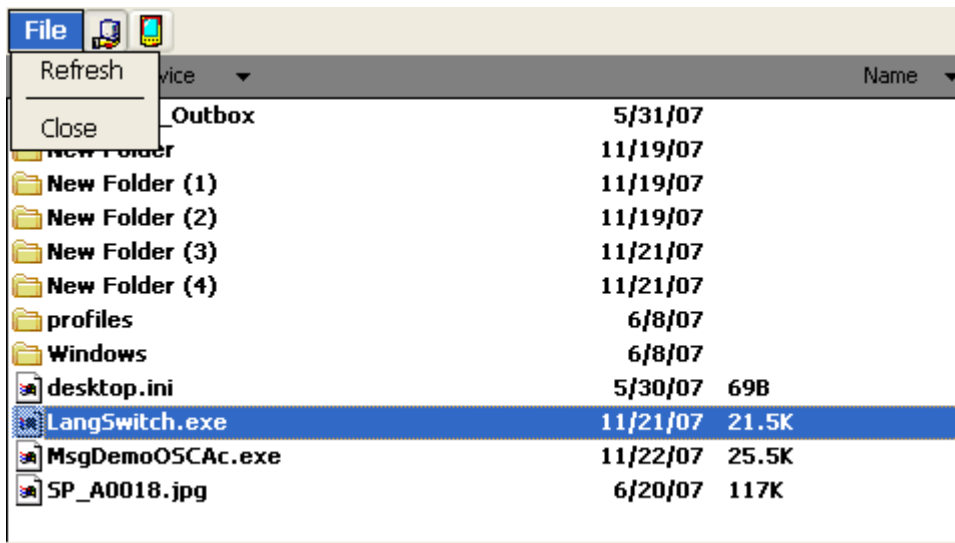 File
Refresh
Close
vice Name
_Outbox 5/31/07
New Folder 11/19/07
New Folder (1) 11/19/07
New Folder (2) 11/19/07
New Folder (3) 11/21/07
New Folder (4) 11/21/07
profiles 6/8/07
Windows 6/8/07
desktop.ini 5/30/07 69B
LangSwitch.exe 11/21/07 21.5K
MsgDemoOSCAc.exe 11/22/07 25.5K
SP_A0018.jpg 6/20/07 117K